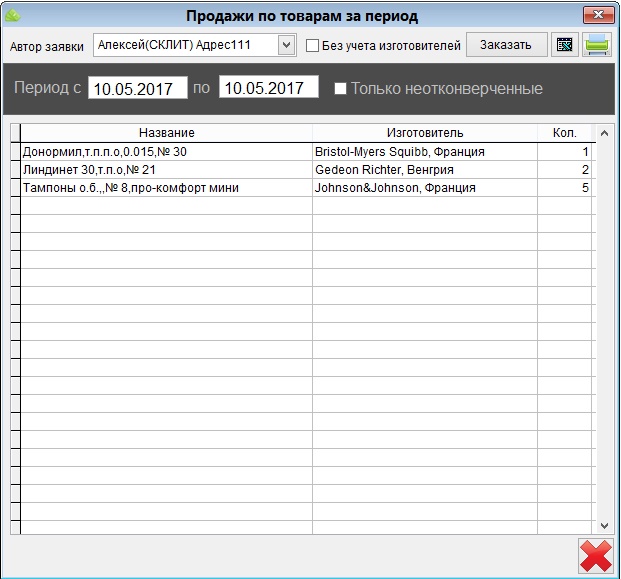 Продажи по товарам за период
Автор заявки Алексей(СКЛИТ) Адрес111 Без учета изготовителей Заказать
Период с 10.05.2017 по 10.05.2017 Только неотконверченные
Название Изготовитель Кол.
Донормил,т.п.п.о,0.015,№ 30 Bristol-Myers Squibb, Франция 1
Линдинет 30,т.п.о,№ 21 Gedeon Richter, Венгрия 2
Тампоны о.б.,,№ 8,про-комфорт мини Johnson&Johnson, Франция 5